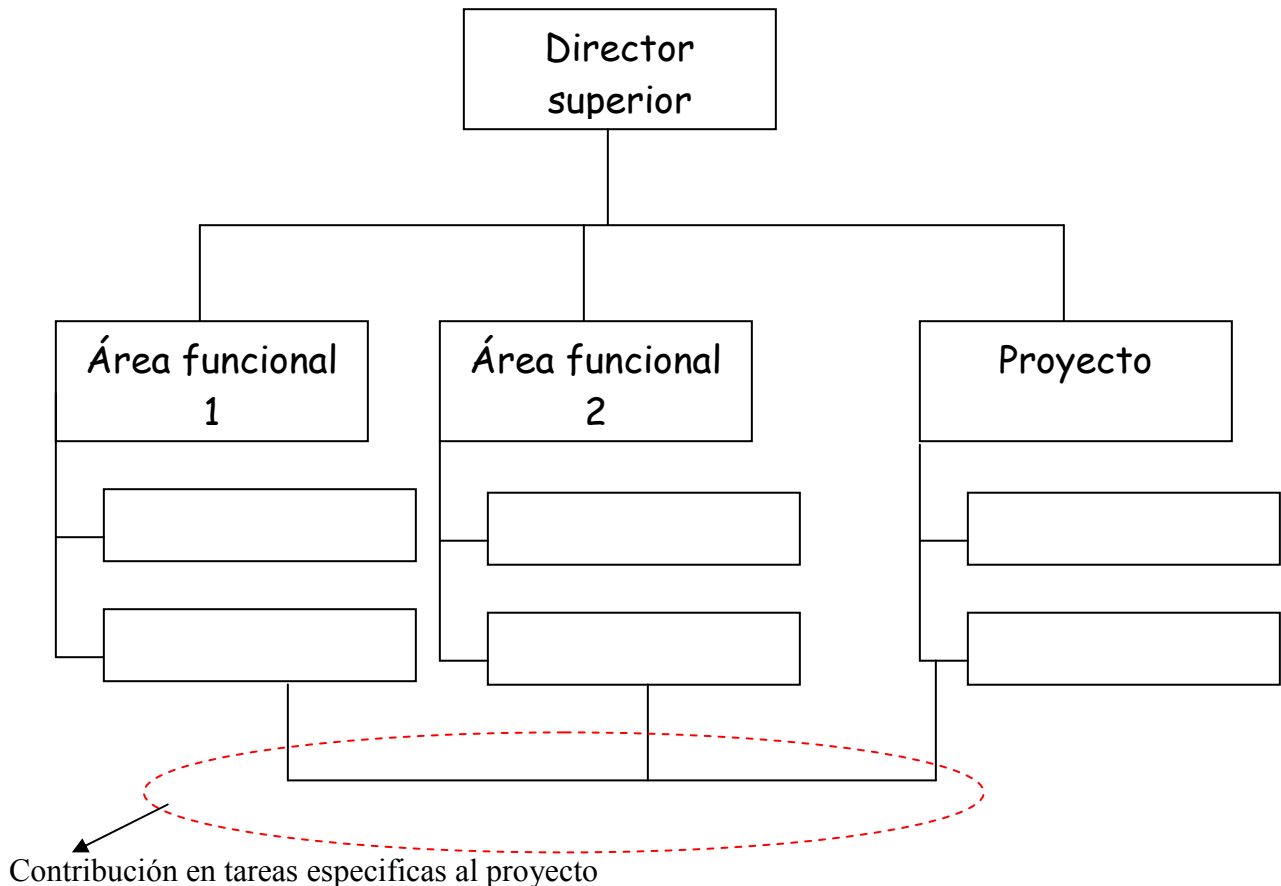 Director
superior
Área funcional
1
Área funcional
2
Proyecto
Contribución en tareas especificas al proyecto